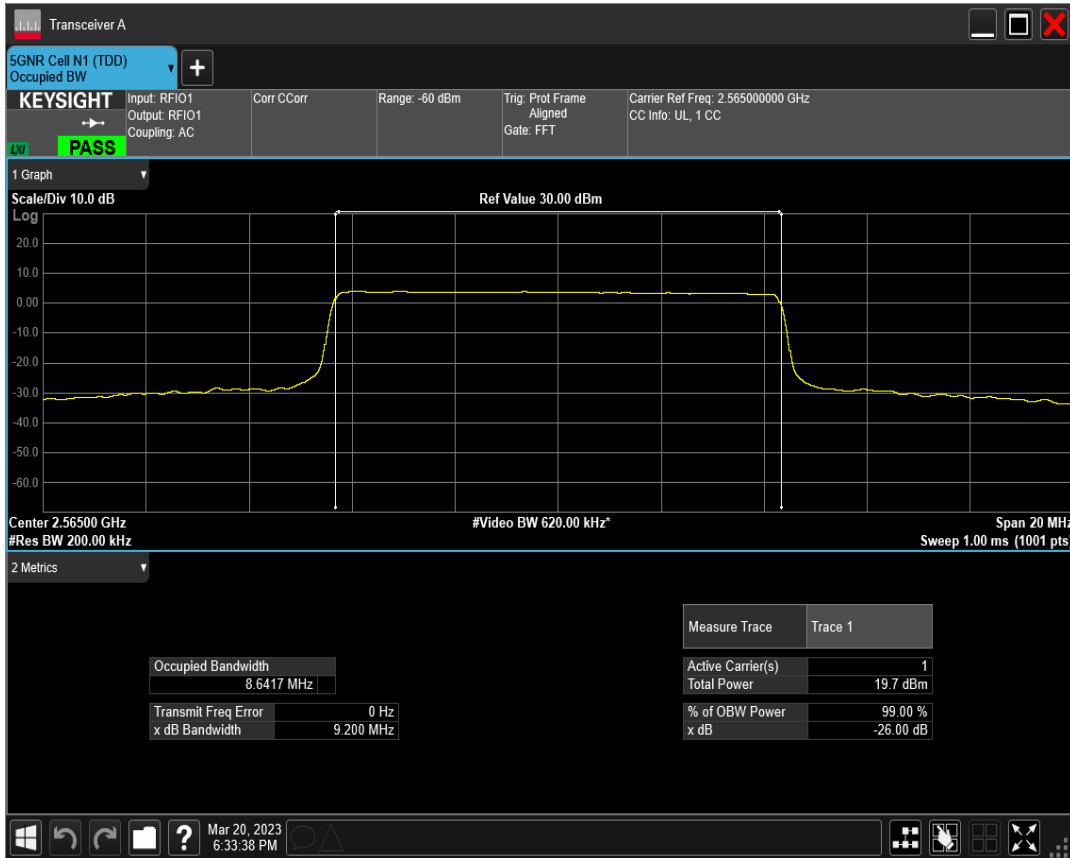 Transceiver A
5GNR Cell N1 (TDD)
Occupied BW
+
KEYSIGHT
LXI
PASS
Input: RFIO1
Output: RFIO1
Coupling: AC
Corr CCorr
Range: -60 dBm
Trig: Prot Frame
Aligned
Gate: FFT
Carrier Ref Freq: 2.565000000 GHz
CC Info: UL, 1 CC
1 Graph
Scale/Div 10.0 dB
Ref Value 30.00 dBm
Log
20.0
10.0
0.00
-10.0
-20.0
-30.0
-40.0
-50.0
-60.0
Center 2.56500 GHz
#Video BW 620.00 kHz*
Span 20 MHz
#Res BW 200.00 kHz
Sweep 1.00 ms (1001 pts)
2 Metrics
Measure Trace Trace 1
Occupied Bandwidth
8.6417 MHz
Active Carrier(s) 1
Total Power 19.7 dBm
Transmit Freq Error 0 Hz
x dB Bandwidth 9.200 MHz
% of OBW Power 99.00 %
x dB -26.00 dB
?
Mar 20, 2023
6:33:38 PM